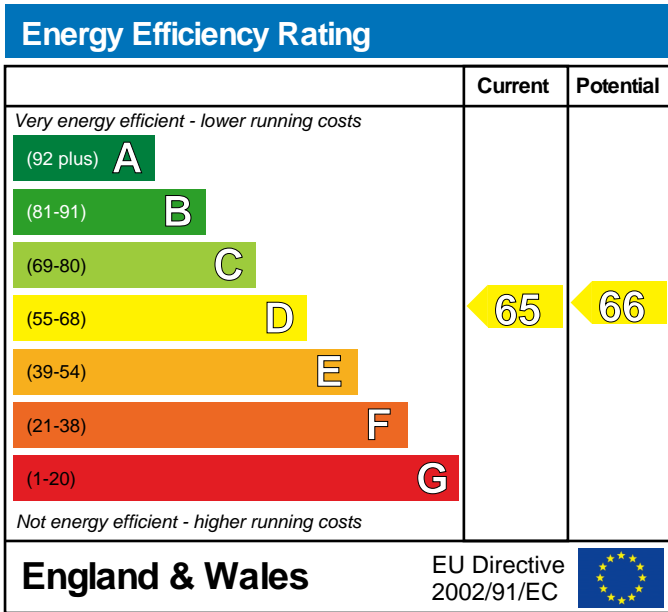 Energy Efficiency Rating
Current Potential
Very energy efficient - lower running costs
(92 plus) A
(81-91) B
(69-80) C
(55-68) D
65 66
(39-54) E
(21-38) F
(1-20) G
Not energy efficient - higher running costs
England & Wales
EU Directive
2002/91/EC